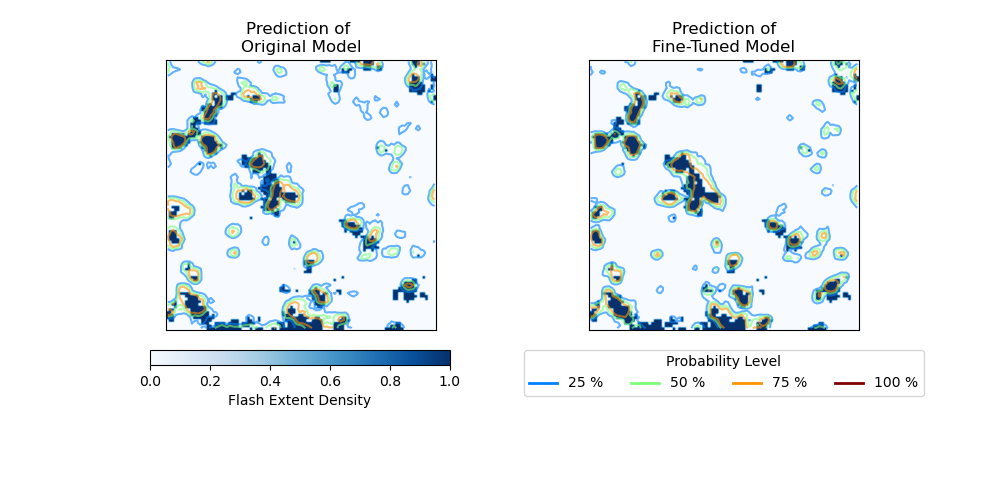 Prediction of
Original Model
Prediction of
Fine-Tuned Model
0.0 0.2 0.4 0.6 0.8 1.0
Flash Extent Density
Probability Level
25 % 50 % 75 % 100 %